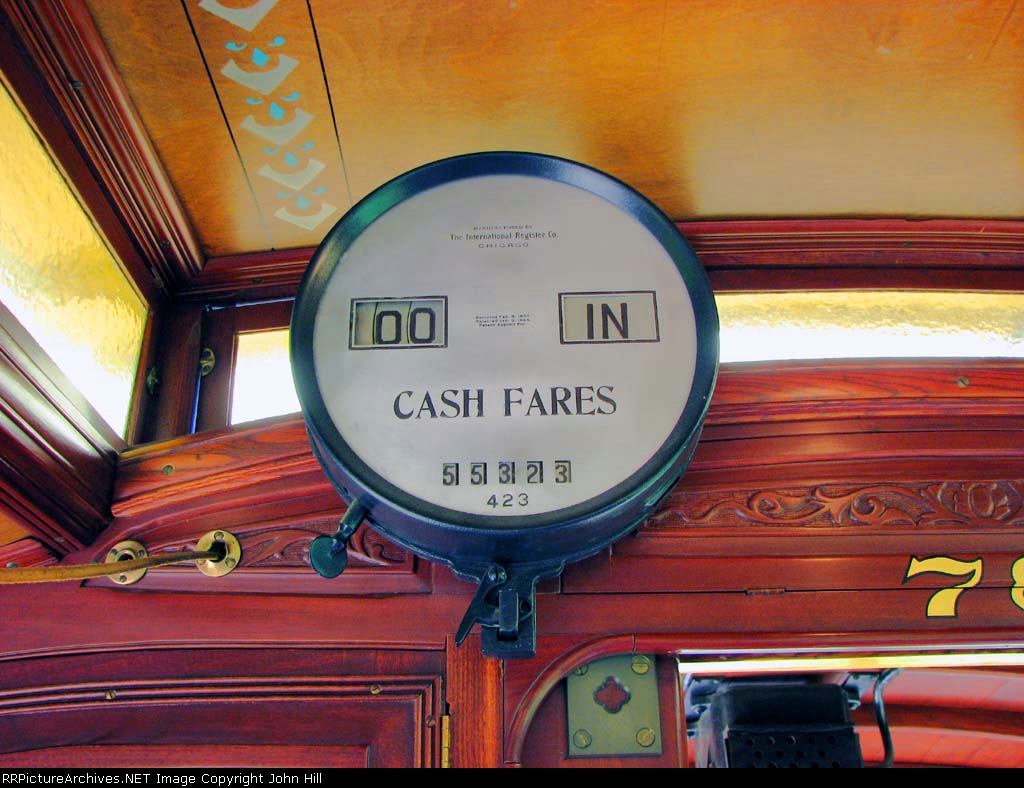 MANUFACTURED BY
The International Register Co.
CHICAGO
00
IN
CASH FARES
55323
423
78
RRPictureArchives.NET Image Copyright John Hill